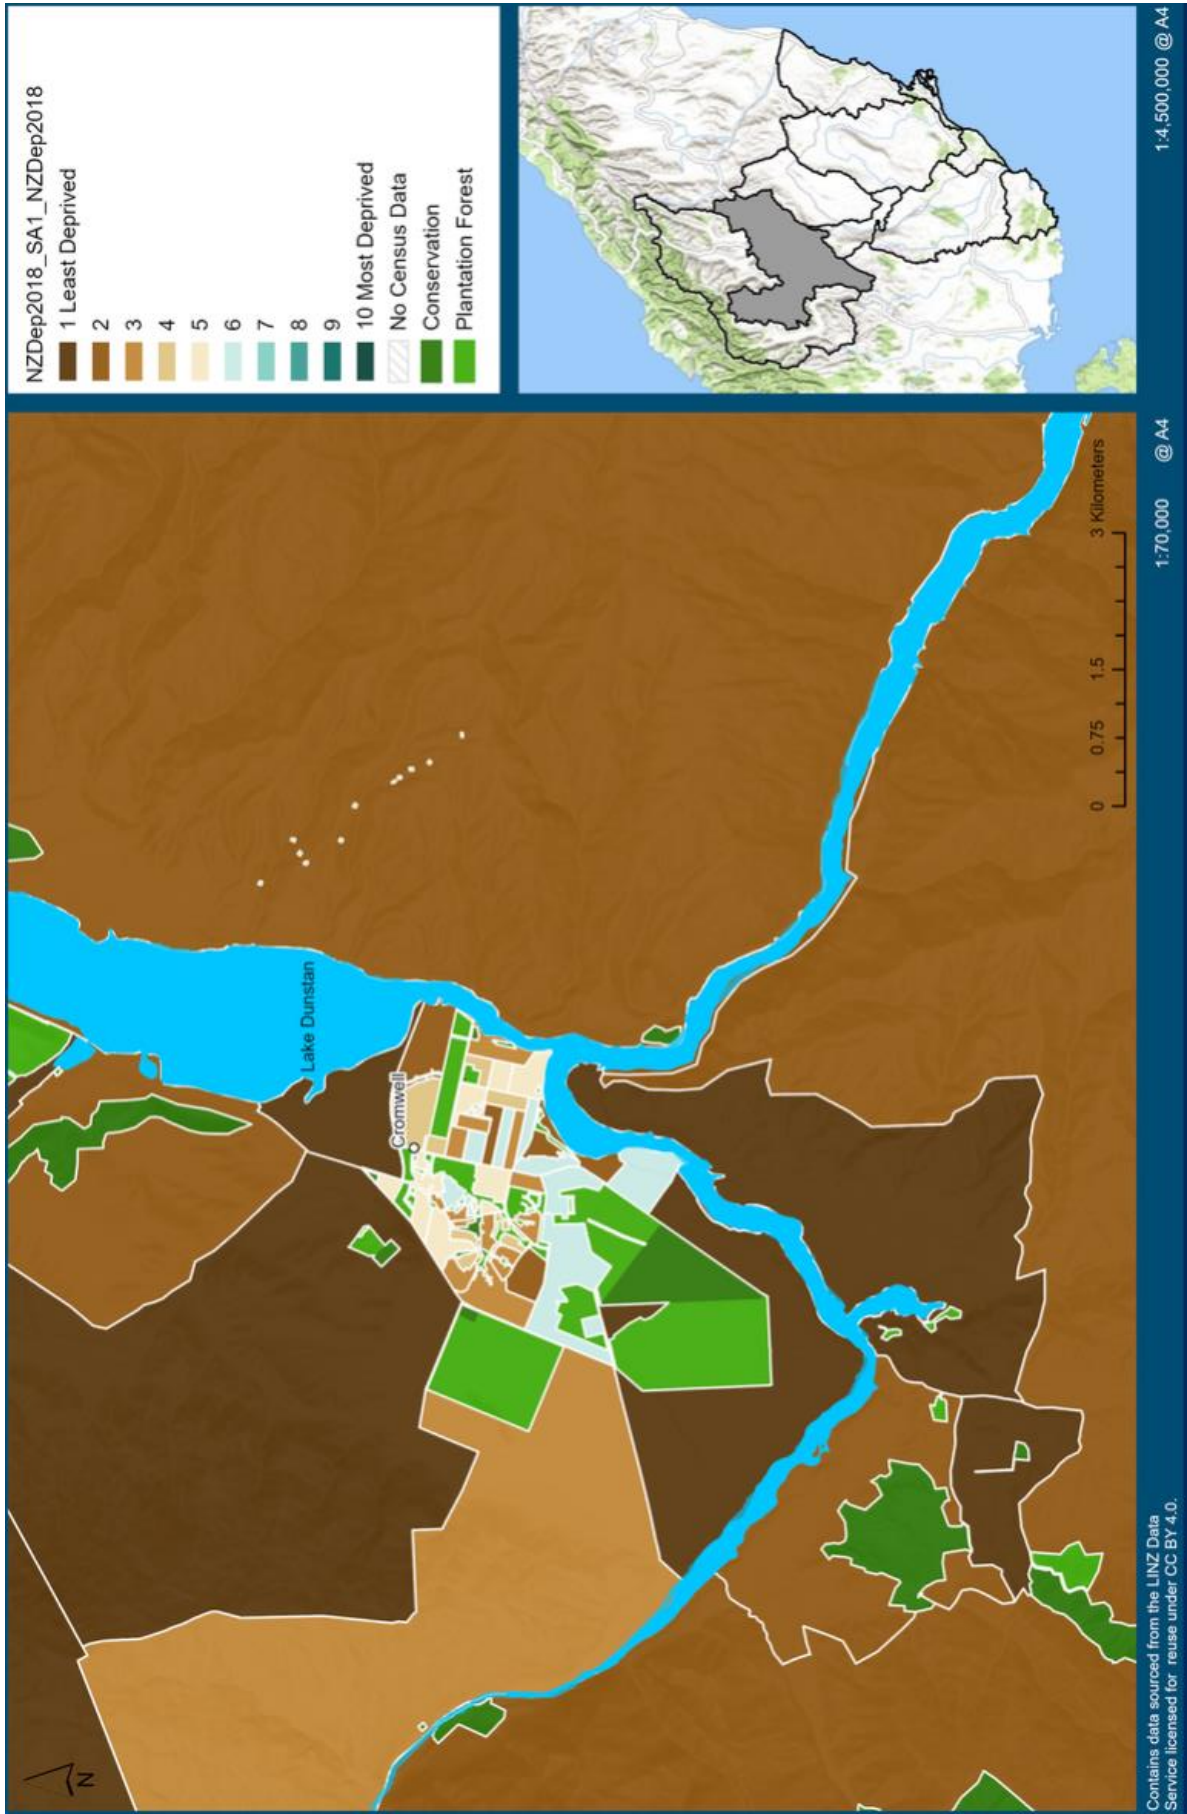 NZDep2018_SA1_NZDep2018
1 Least Deprived
2
3
4
5
6
7
8
9
10 Most Deprived
No Census Data
Conservation
Plantation Forest
N
Lake Dunstan
Cromwell
0 0.75 1.5 3 Kilometers
1:70,000 @ A4
1:4,500,000 @ A4
Contains data sourced from the LINZ Data
Service licensed for reuse under CC BY 4.0.